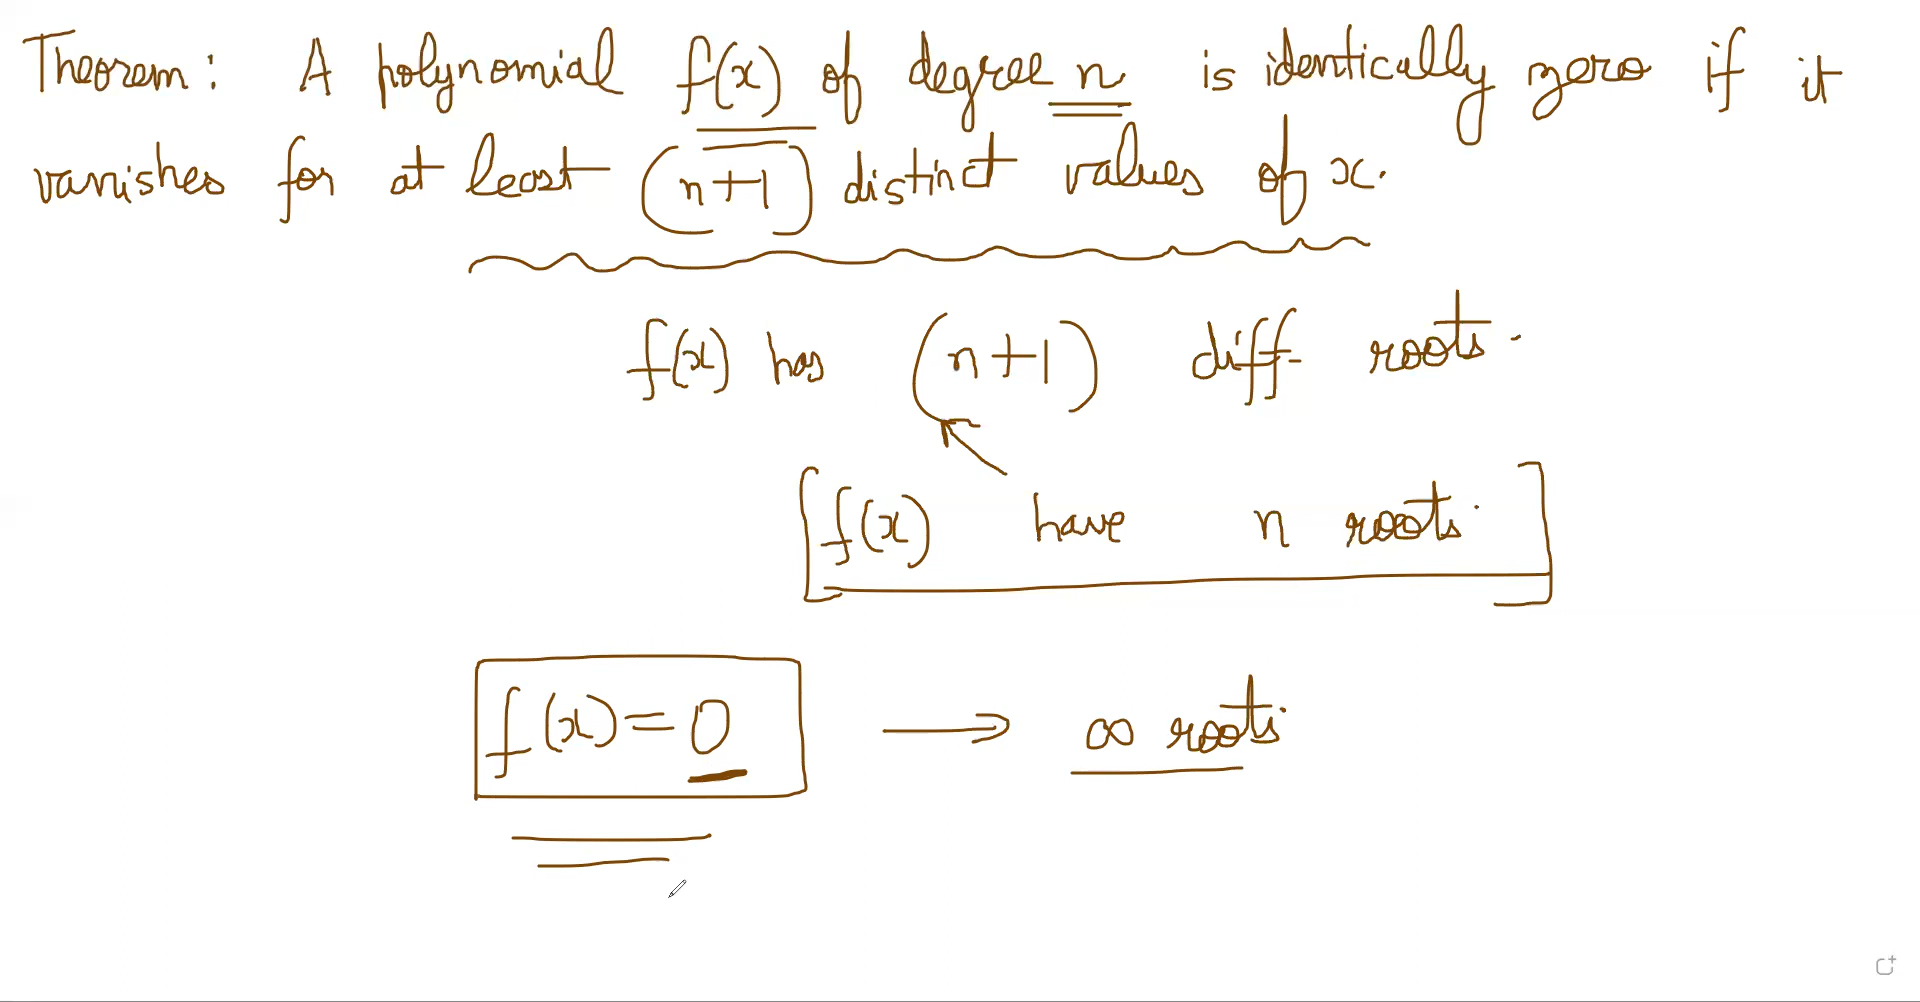 Theorem: A polynomial f(x) of degree n is identically zero if it
vanishes for at least (n+1) distinct values of x.
f(x) has (n+1) diff- roots.
f(x) have n roots.
f(x) = 0 → ∞ roots